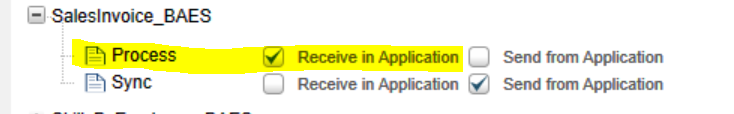 SalesInvoice_BAES
Process Receive in Application Send from Application
Sync Receive in Application Send from Application